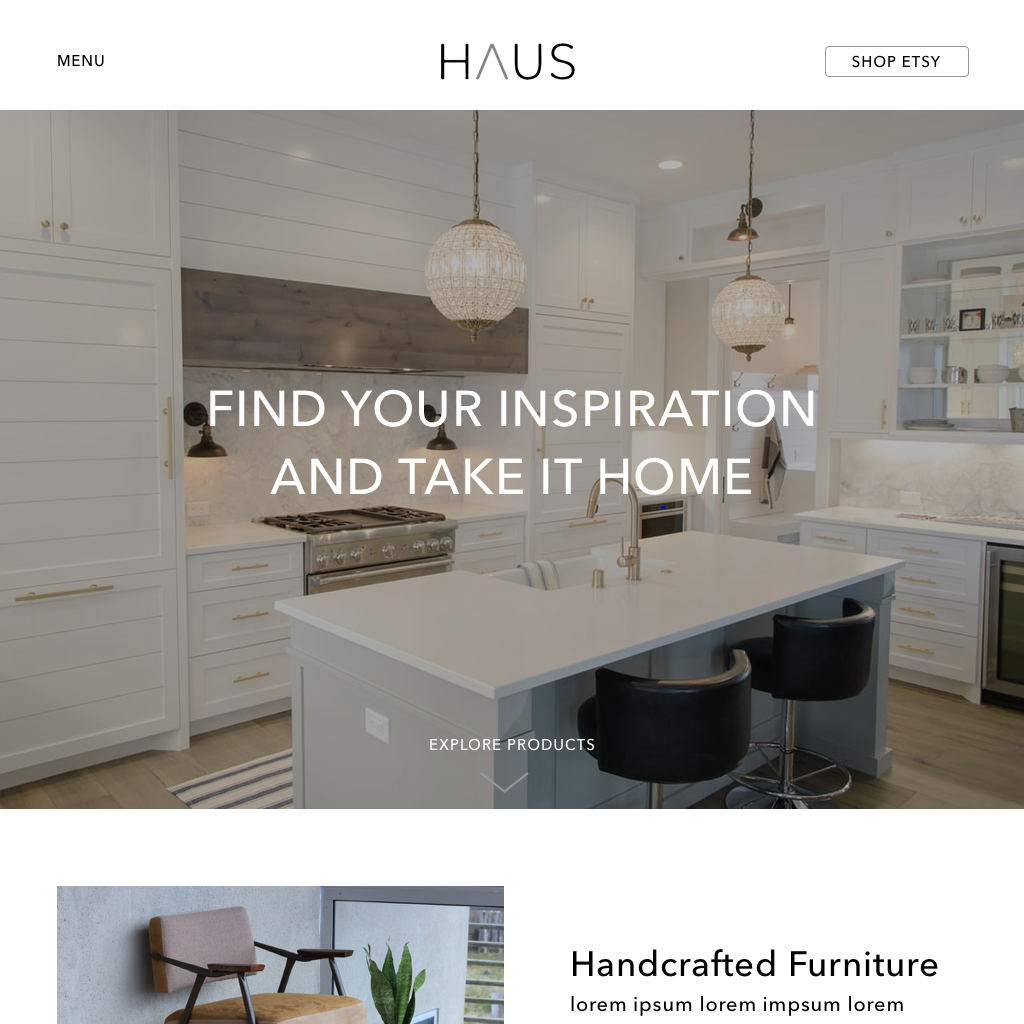 MENU
HAUS
SHOP ETSY
FIND YOUR INSPIRATION
AND TAKE IT HOME
EXPLORE PRODUCTS
Handcrafted Furniture
lorem ipsum lorem impsum lorem